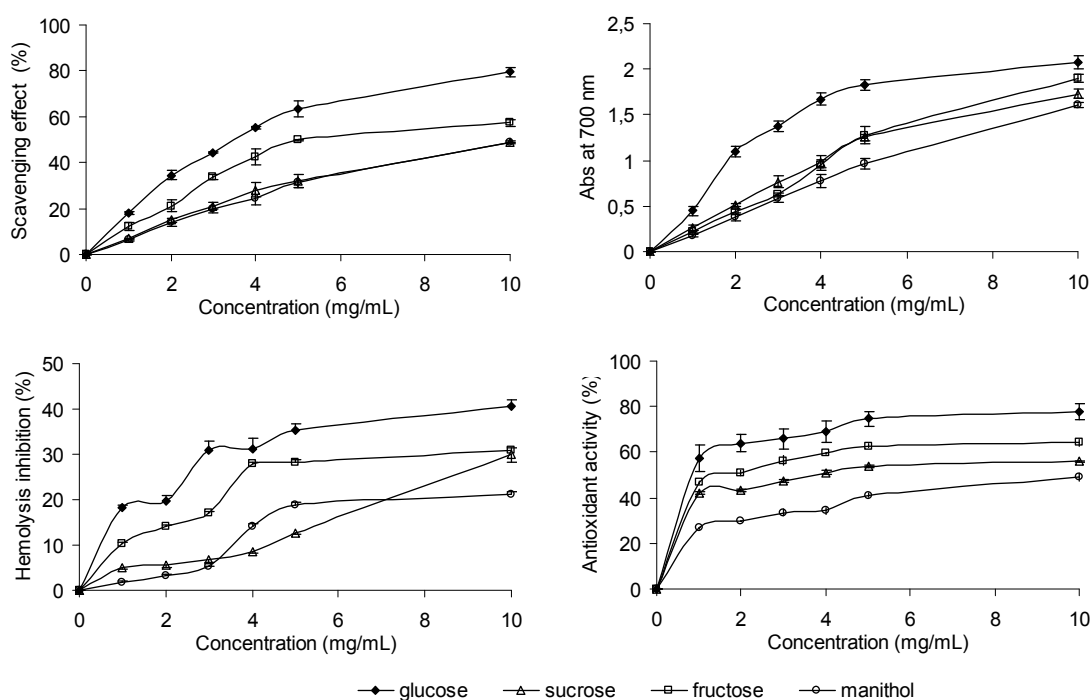 Scavenging effect (%)
100
80
60
40
20
0
0 2 4 6 8 10
Concentration (mg/mL)
Abs at 700 nm
2,5
2
1,5
1
0,5
0
0 2 4 6 8 10
Concentration (mg/mL)
Hemolysis inhibition (%)
50
40
30
20
10
0
0 2 4 6 8 10
Concentration (mg/mL)
Antioxidant activity (%)
100
80
60
40
20
0
0 2 4 6 8 10
Concentration (mg/mL)
glucose sucrose fructose manithol